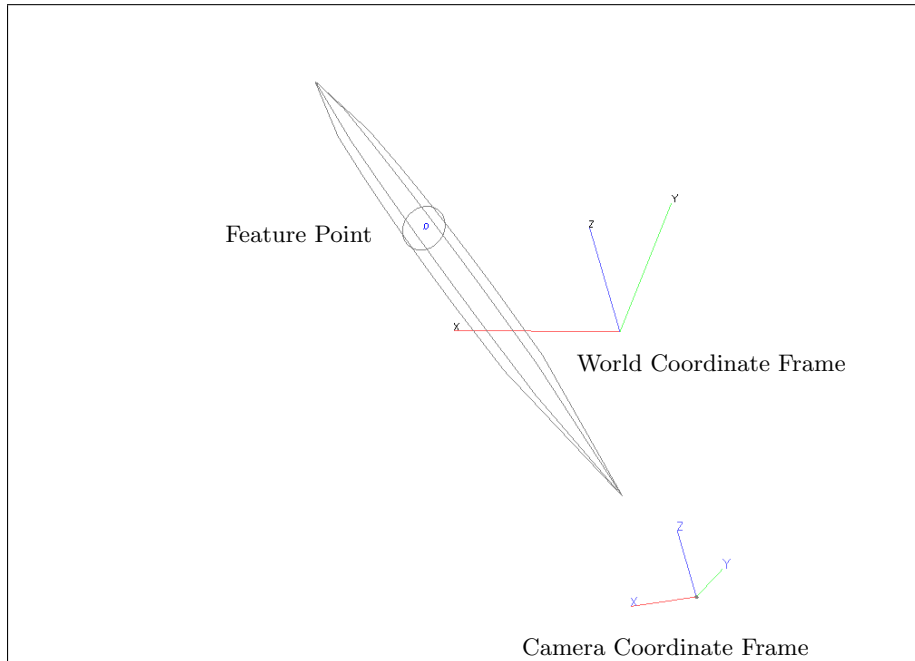 Y
Z
Feature Point
X
World Coordinate Frame
Z
Y
X
Camera Coordinate Frame